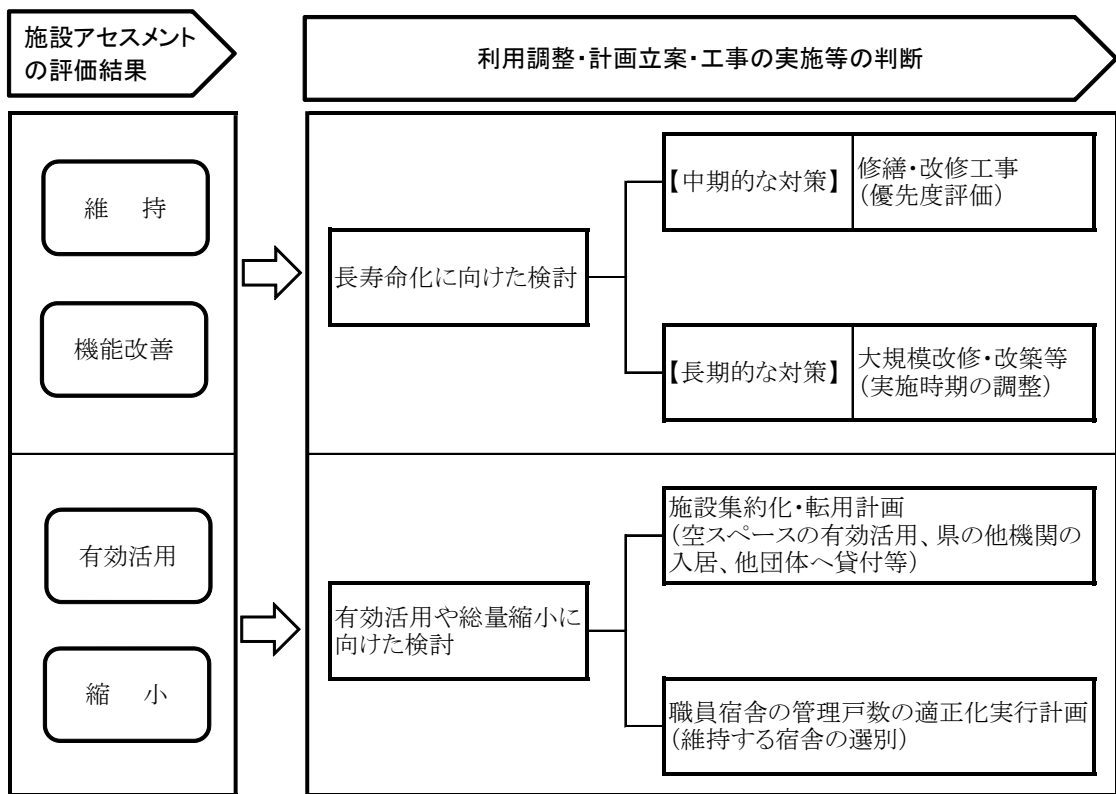 施設アセスメント
の評価結果
利用調整・計画立案・工事の実施等の判断
維　持
機能改善
長寿命化に向けた検討
【中期的な対策】
修繕・改修工事
（優先度評価）
【長期的な対策】
大規模改修・改築等
（実施時期の調整）
有効活用
縮　小
有効活用や総量縮小に
向けた検討
施設集約化・転用計画
（空スペースの有効活用、県の他機関の
入居、他団体へ貸付等）
職員宿舎の管理戸数の適正化実行計画
（維持する宿舎の選別）